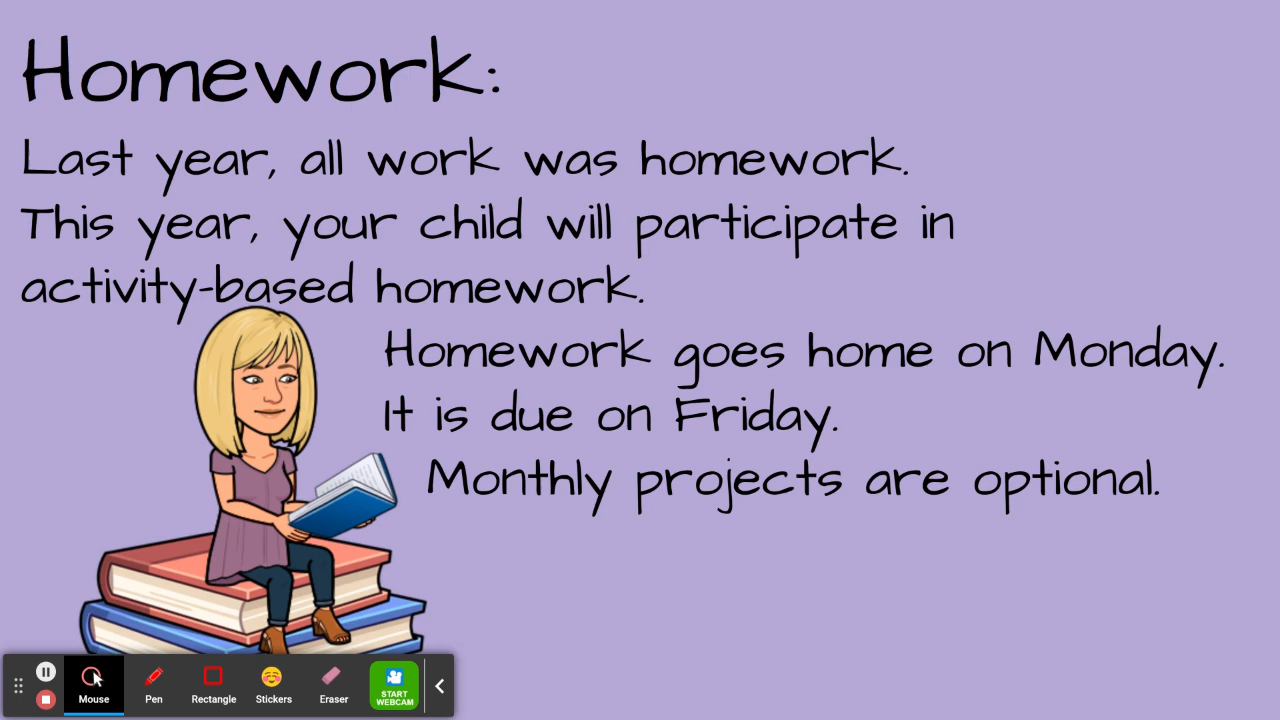 Homework:
Last year, all work was homework.
This year, your child will participate in
activity-based homework.
Homework goes home on Monday.
It is due on Friday.
Monthly projects are optional.
Mouse
Pen
Rectangle
Stickers
Eraser
START
WEBCAM